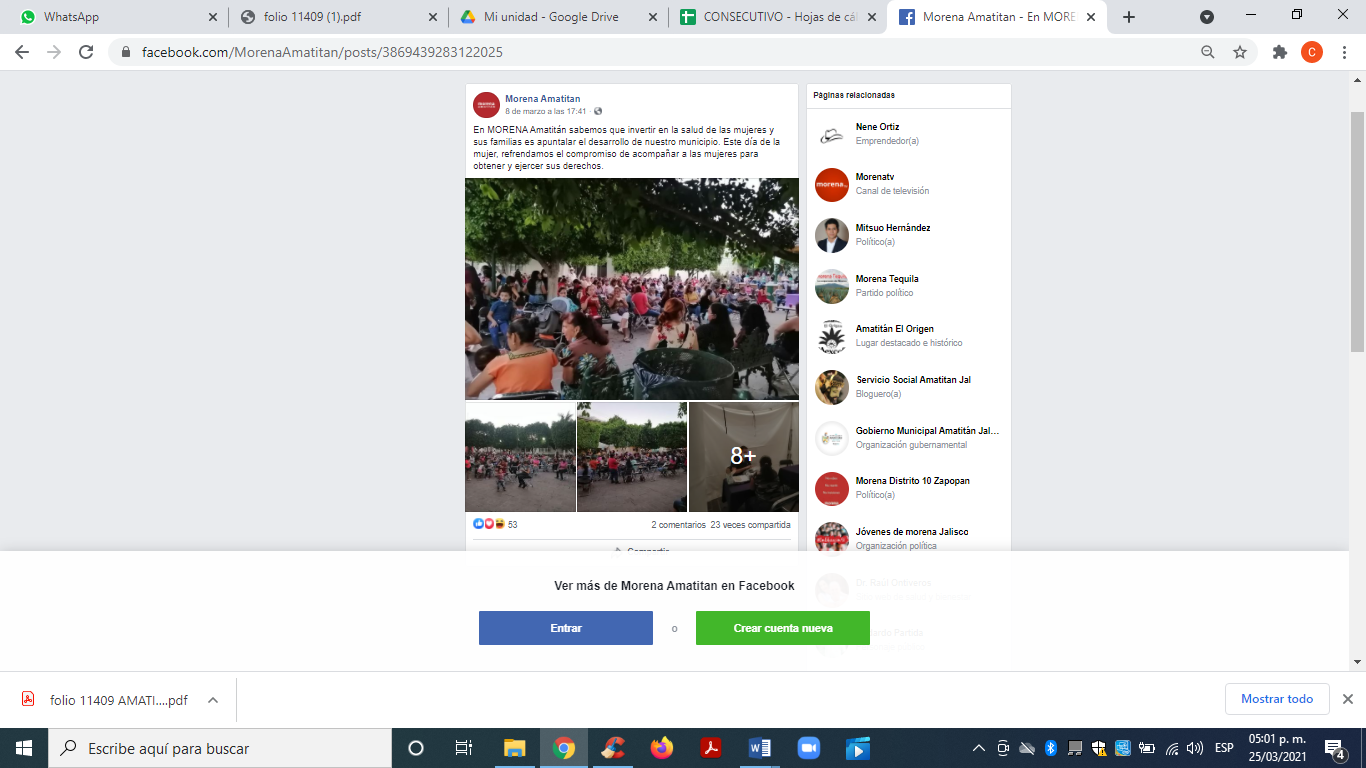 WhatsApp
folio 11409 (1).pdf
Mi unidad - Google Drive
CONSECUTIVO - Hojas de cál
Morena Amatitan - En MORE
facebook.com/MorenaAmatitan/posts/3869439283122025
C
Morena Amatitan
8 de marzo a las 17:41 ·
En MORENA Amatitán sabemos que invertir en la salud de las mujeres y
sus familias es apuntalar el desarrollo de nuestro municipio. Este día de la
mujer, refrendamos el compromiso de acompañar a las mujeres para
obtener y ejercer sus derechos.
8+
53
2 comentarios 23 veces compartida
Compartir
Páginas relacionadas
Nene Ortiz
Emprendedor(a)
morena
Morenatv
Canal de televisión
Mitsuo Hernández
Político(a)
Morena Tequila
Partido político
Amatitán El Origen
Lugar destacado e histórico
Servicio Social Amatitan Jal
Bloguero(a)
Gobierno Municipal Amatitán Jal...
Organización gubernamental
Morena Distrito 10 Zapopan
Político(a)
Jóvenes de morena Jalisco
Organización política
Ver más de Morena Amatitan en Facebook
Entrar
o
Crear cuenta nueva
folio 11409 AMATI....pdf
Mostrar todo
Escribe aquí para buscar
ESP
05:01 p. m.
25/03/2021
4